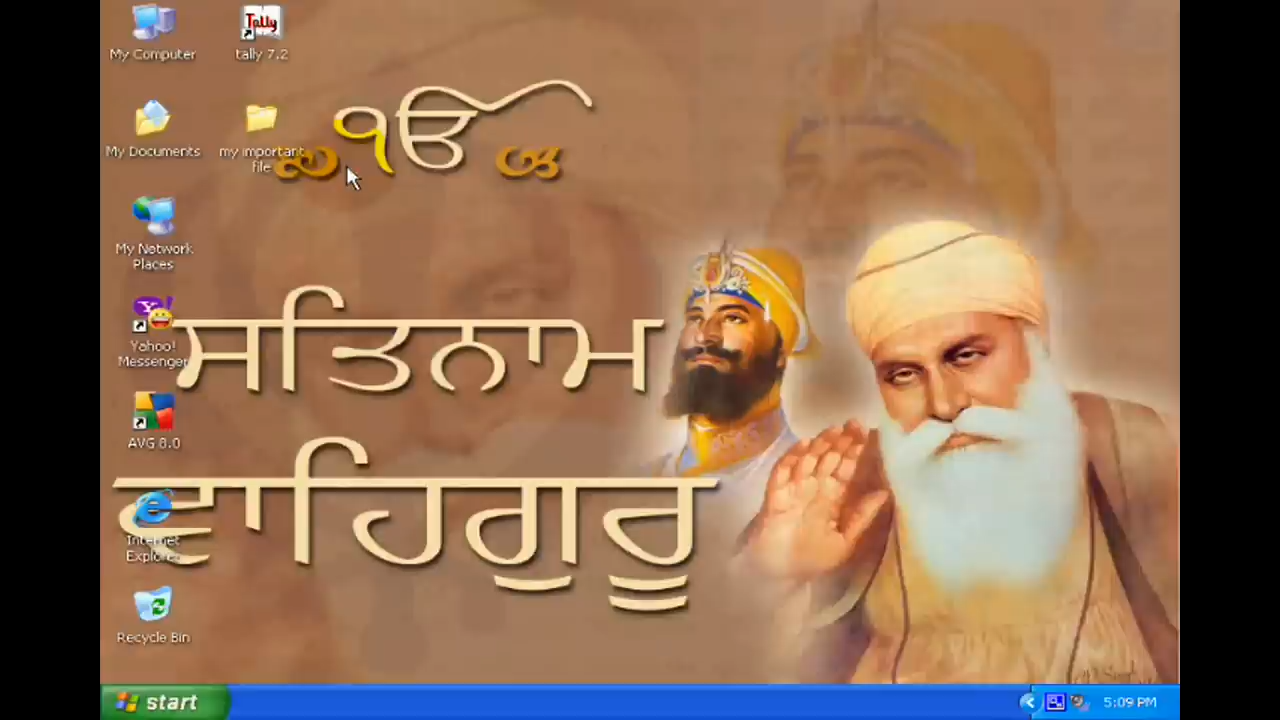 My Computer
tally 7.2
My Documents
my important
file
ੴ
My Network
Places
Yahoo!
Messenger
ਸਤਿਨਾਮ
AVG 8.0
ਵਾਹਿਗੁਰੂ
Internet
Explorer
Recycle Bin
start
5:09 PM
Tally